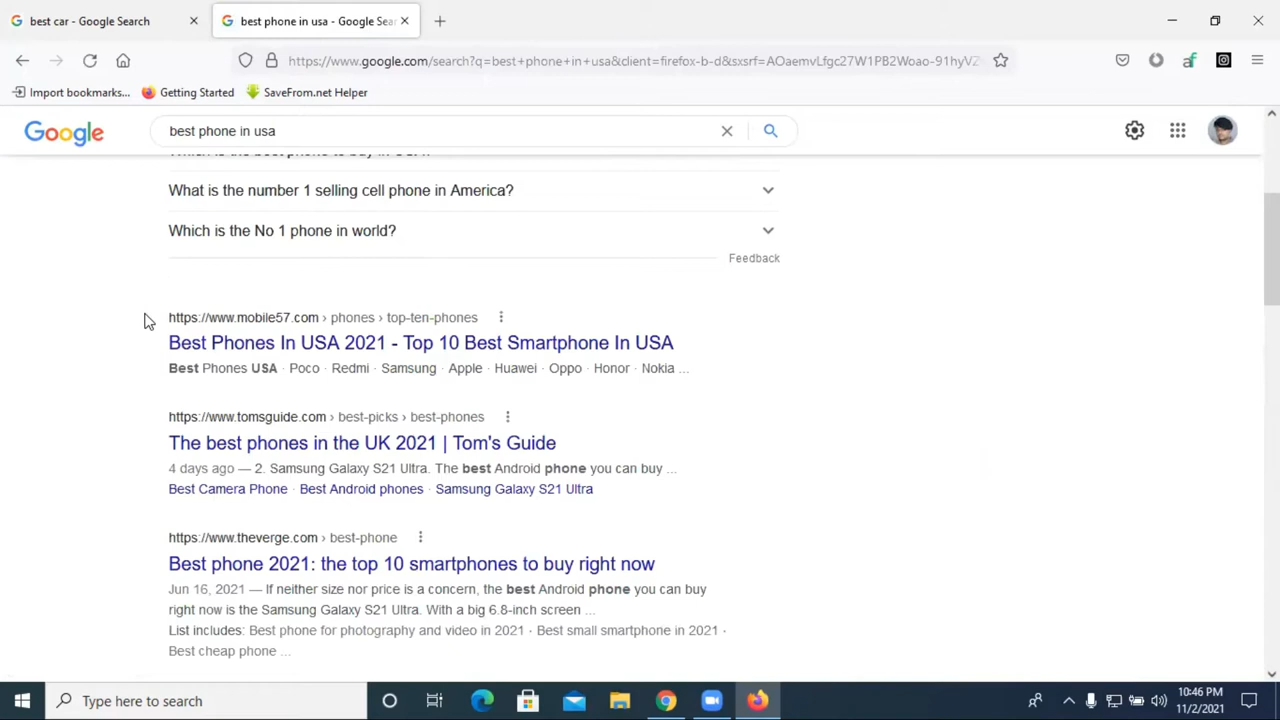 best car - Google Search
best phone in usa - Google Sear
https://www.google.com/search?q=best+phone+in+usa&client=firefox-b-d&sxsrf=AOaemvLfgc27W1PB2Woao-91hyVZ
Import bookmarks...
Getting Started
SaveFrom.net Helper
Google
best phone in usa
Which is the best phone to buy in USA?
What is the number 1 selling cell phone in America?
Which is the No 1 phone in world?
Feedback
https://www.mobile57.com › phones › top-ten-phones
Best Phones In USA 2021 - Top 10 Best Smartphone In USA
Best Phones USA · Poco · Redmi · Samsung · Apple · Huawei · Oppo · Honor · Nokia ...
https://www.tomsguide.com › best-picks › best-phones
The best phones in the UK 2021 | Tom's Guide
4 days ago — 2. Samsung Galaxy S21 Ultra. The best Android phone you can buy ...
Best Camera Phone · Best Android phones · Samsung Galaxy S21 Ultra
https://www.theverge.com › best-phone
Best phone 2021: the top 10 smartphones to buy right now
Jun 16, 2021 — If neither size nor price is a concern, the best Android phone you can buy
right now is the Samsung Galaxy S21 Ultra. With a big 6.8-inch screen ...
List includes: Best phone for photography and video in 2021 · Best small smartphone in 2021 ·
Best cheap phone ...
Type here to search
10:46 PM
11/2/2021